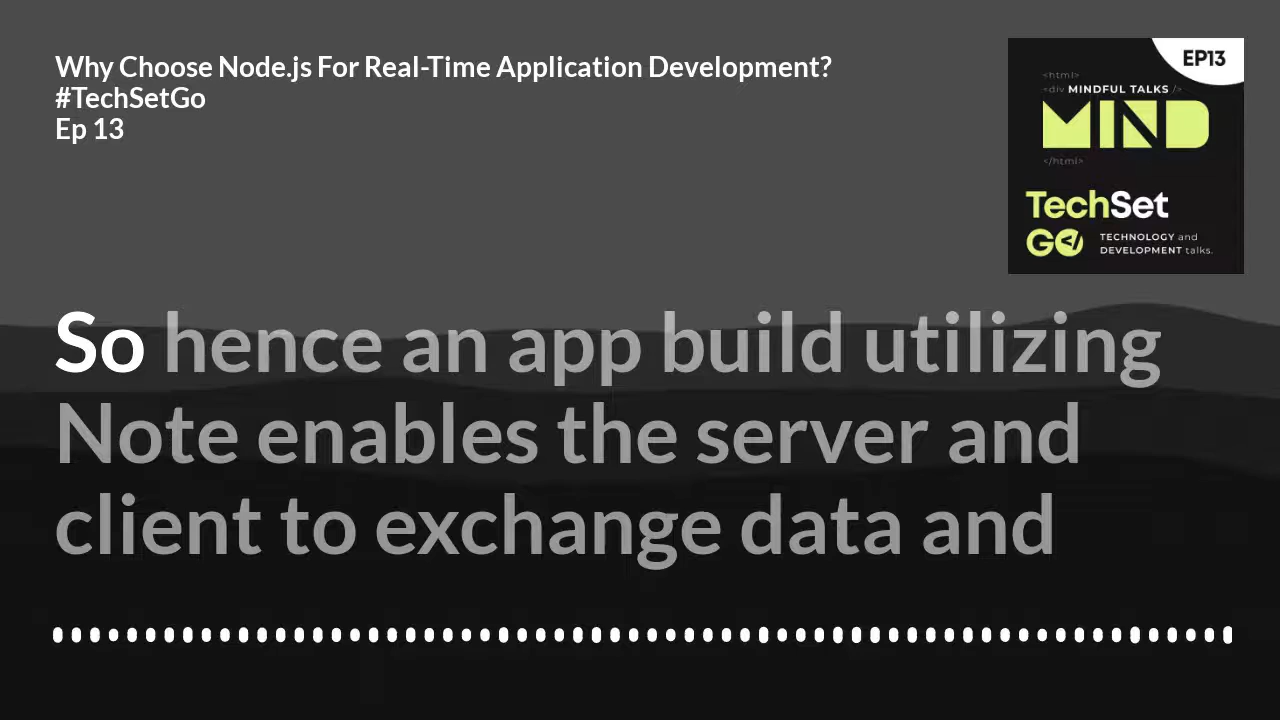 Why Choose Node.js For Real-Time Application Development?
#TechSetGo
Ep 13
EP13
<html>
<div MINDFUL TALKS />
MIND
</html>
TechSet
GO
TECHNOLOGY and
DEVELOPMENT talks.
So hence an app build utilizing
Note enables the server and
client to exchange data and